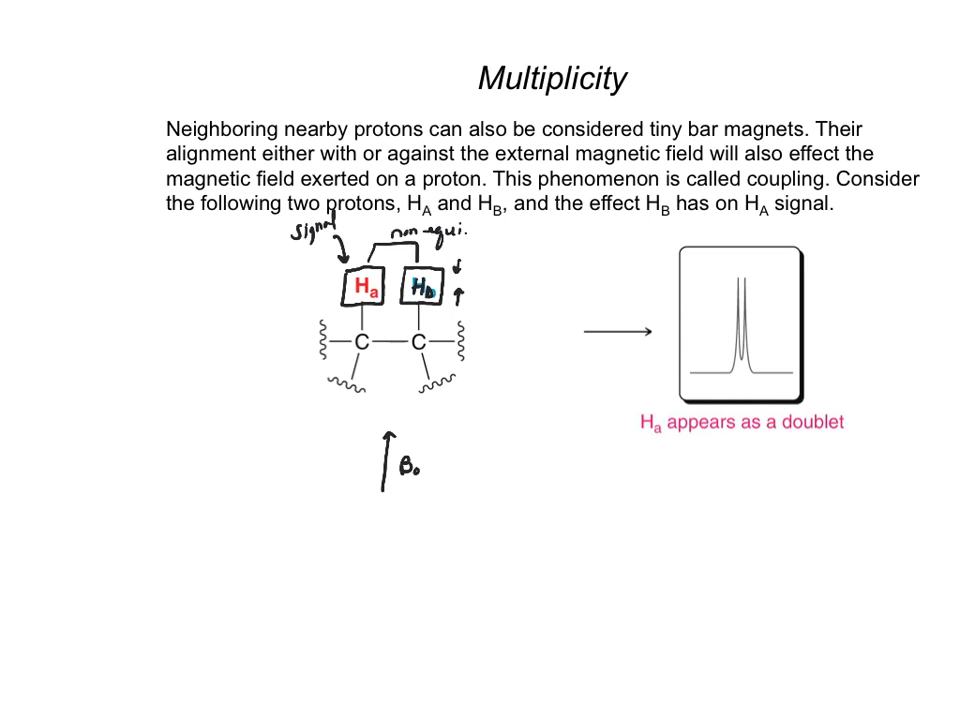 Multiplicity
Neighboring nearby protons can also be considered tiny bar magnets. Their
alignment either with or against the external magnetic field will also effect the
magnetic field exerted on a proton. This phenomenon is called coupling. Consider
the following two protons, HA and HB, and the effect HB has on HA signal.
signal
non-equi.
Ha Hb
C C
Ha appears as a doublet
B₀